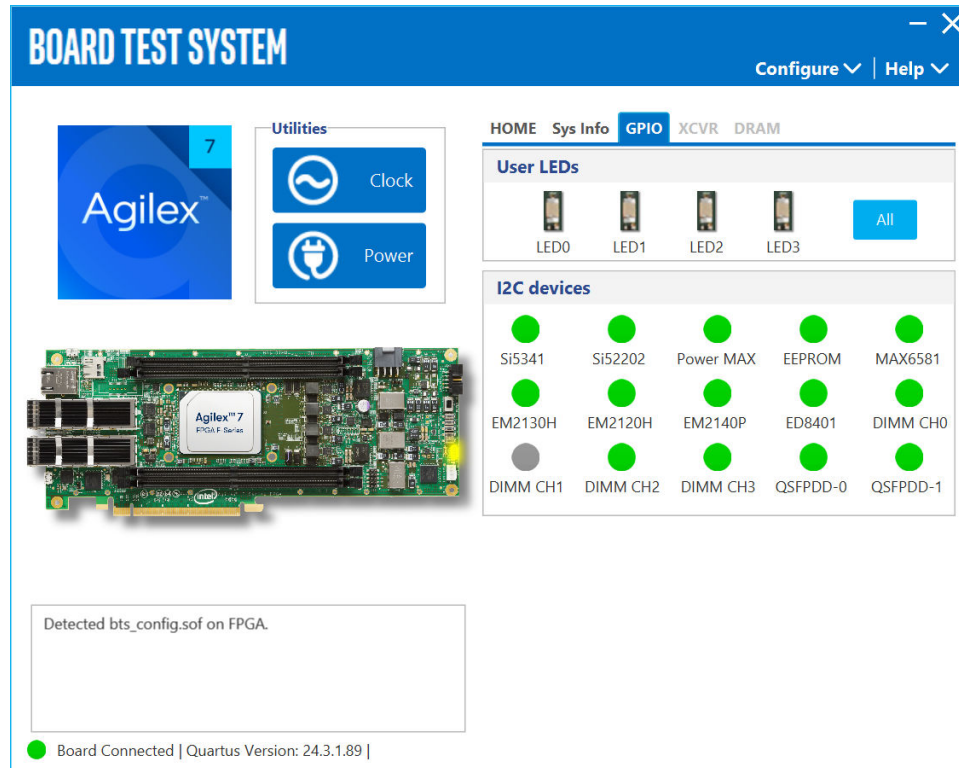 BOARD TEST SYSTEM
Configure | Help
7
Agilex™
Utilities
Clock
Power
HOME Sys Info GPIO XCVR DRAM
User LEDs
LED0 LED1 LED2 LED3 All
I2C devices
Si5341 Si52202 Power MAX EEPROM MAX6581
EM2130H EM2120H EM2140P ED8401 DIMM CH0
DIMM CH1 DIMM CH2 DIMM CH3 QSFPDD-0 QSFPDD-1
Agilex™ 7
FPGA F-Series
intel
Detected bts_config.sof on FPGA.
Board Connected | Quartus Version: 24.3.1.89 |